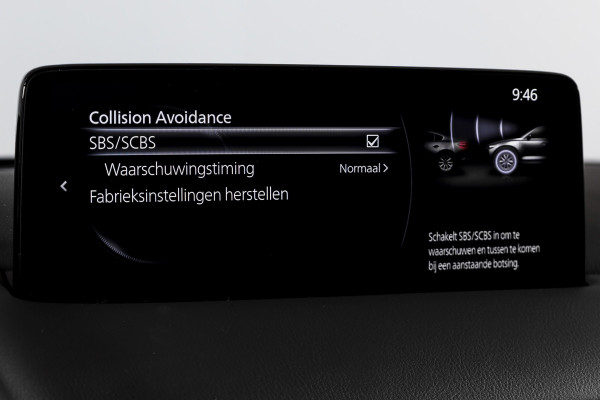 9:46
Collision Avoidance
SBS/SCBS
Waarschuwingstiming Normaal
Fabrieksinstellingen herstellen
Schakelt SBS/SCBS in om te
waarschuwen en tussen te komen
bij een aanstaande botsing.